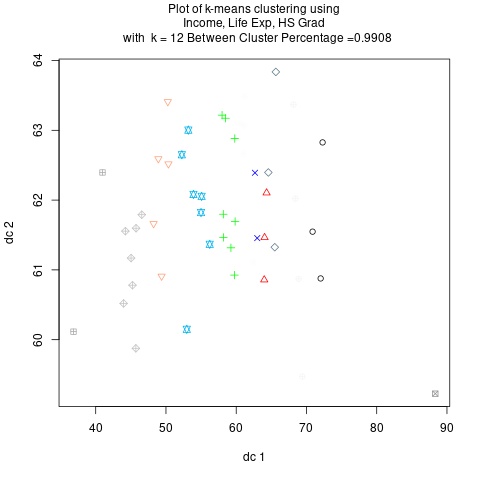 Plot of k-means clustering using
Income, Life Exp, HS Grad
with  k = 12 Between Cluster Percentage =0.9908
64
63
62
61
60
dc 2
40
50
60
70
80
90
dc 1